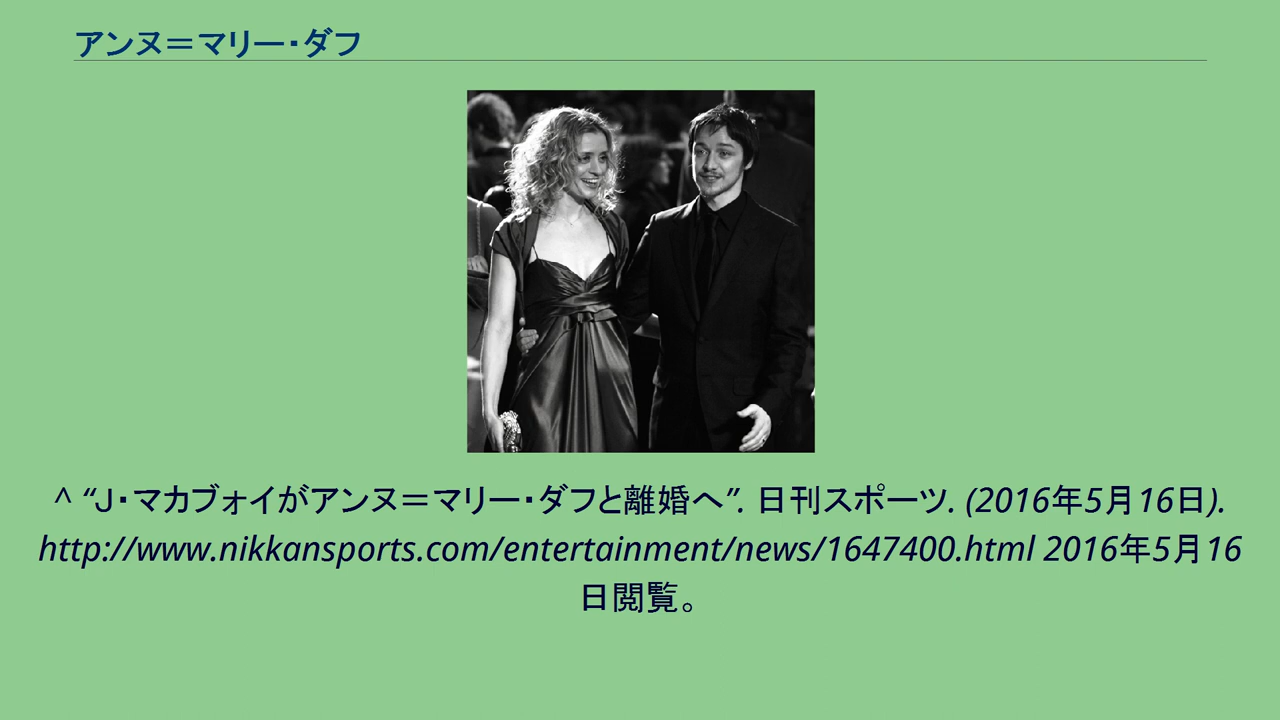 アンヌ＝マリー・ダフ
^ “J・マカブォイがアンヌ＝マリー・ダフと離婚へ”. 日刊スポーツ. (2016年5月16日).
http://www.nikkansports.com/entertainment/news/1647400.html 2016年5月16
日閲覧。